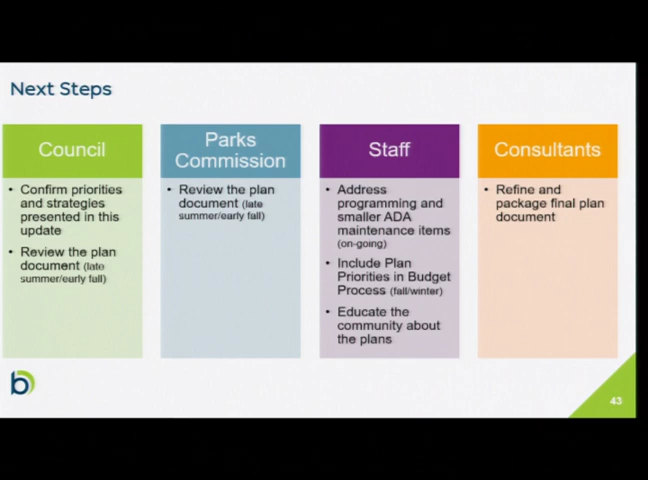 Next Steps
Council
• Confirm priorities
and strategies
presented in this
update
• Review the plan
document (late
summer/early fall)
Parks
Commission
• Review the plan
document (late
summer/early fall)
Staff
• Address
programming and
smaller ADA
maintenance items
(on-going)
• Include Plan
Priorities in Budget
Process (fall/winter)
• Educate the
community about
the plans
Consultants
• Refine and
package final plan
document
b
43